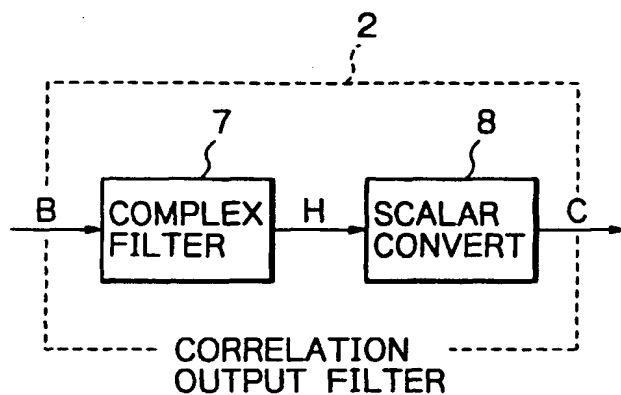 2
7
8
B
COMPLEX
FILTER
H
SCALAR
CONVERT
C
CORRELATION
OUTPUT FILTER